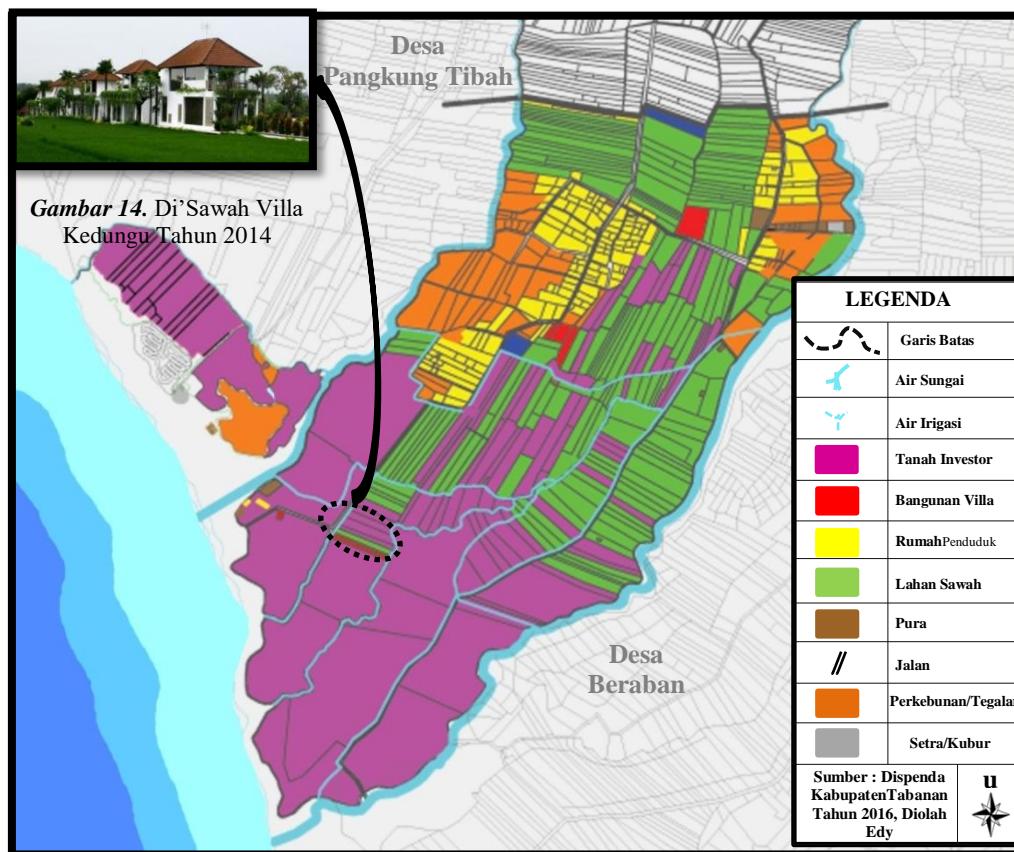 Desa
Pangkung Tibah
Gambar 14. Di’Sawah Villa
Kedungu Tahun 2014
Desa
Beraban
LEGENDA
Garis Batas
Air Sungai
Air Irigasi
Tanah Investor
Bangunan Villa
RumahPenduduk
Lahan Sawah
Pura
Jalan
Perkebunan/Tegalan
Setra/Kubur
Sumber : Dispenda
KabupatenTabanan
Tahun 2016, Diolah
Edy
u